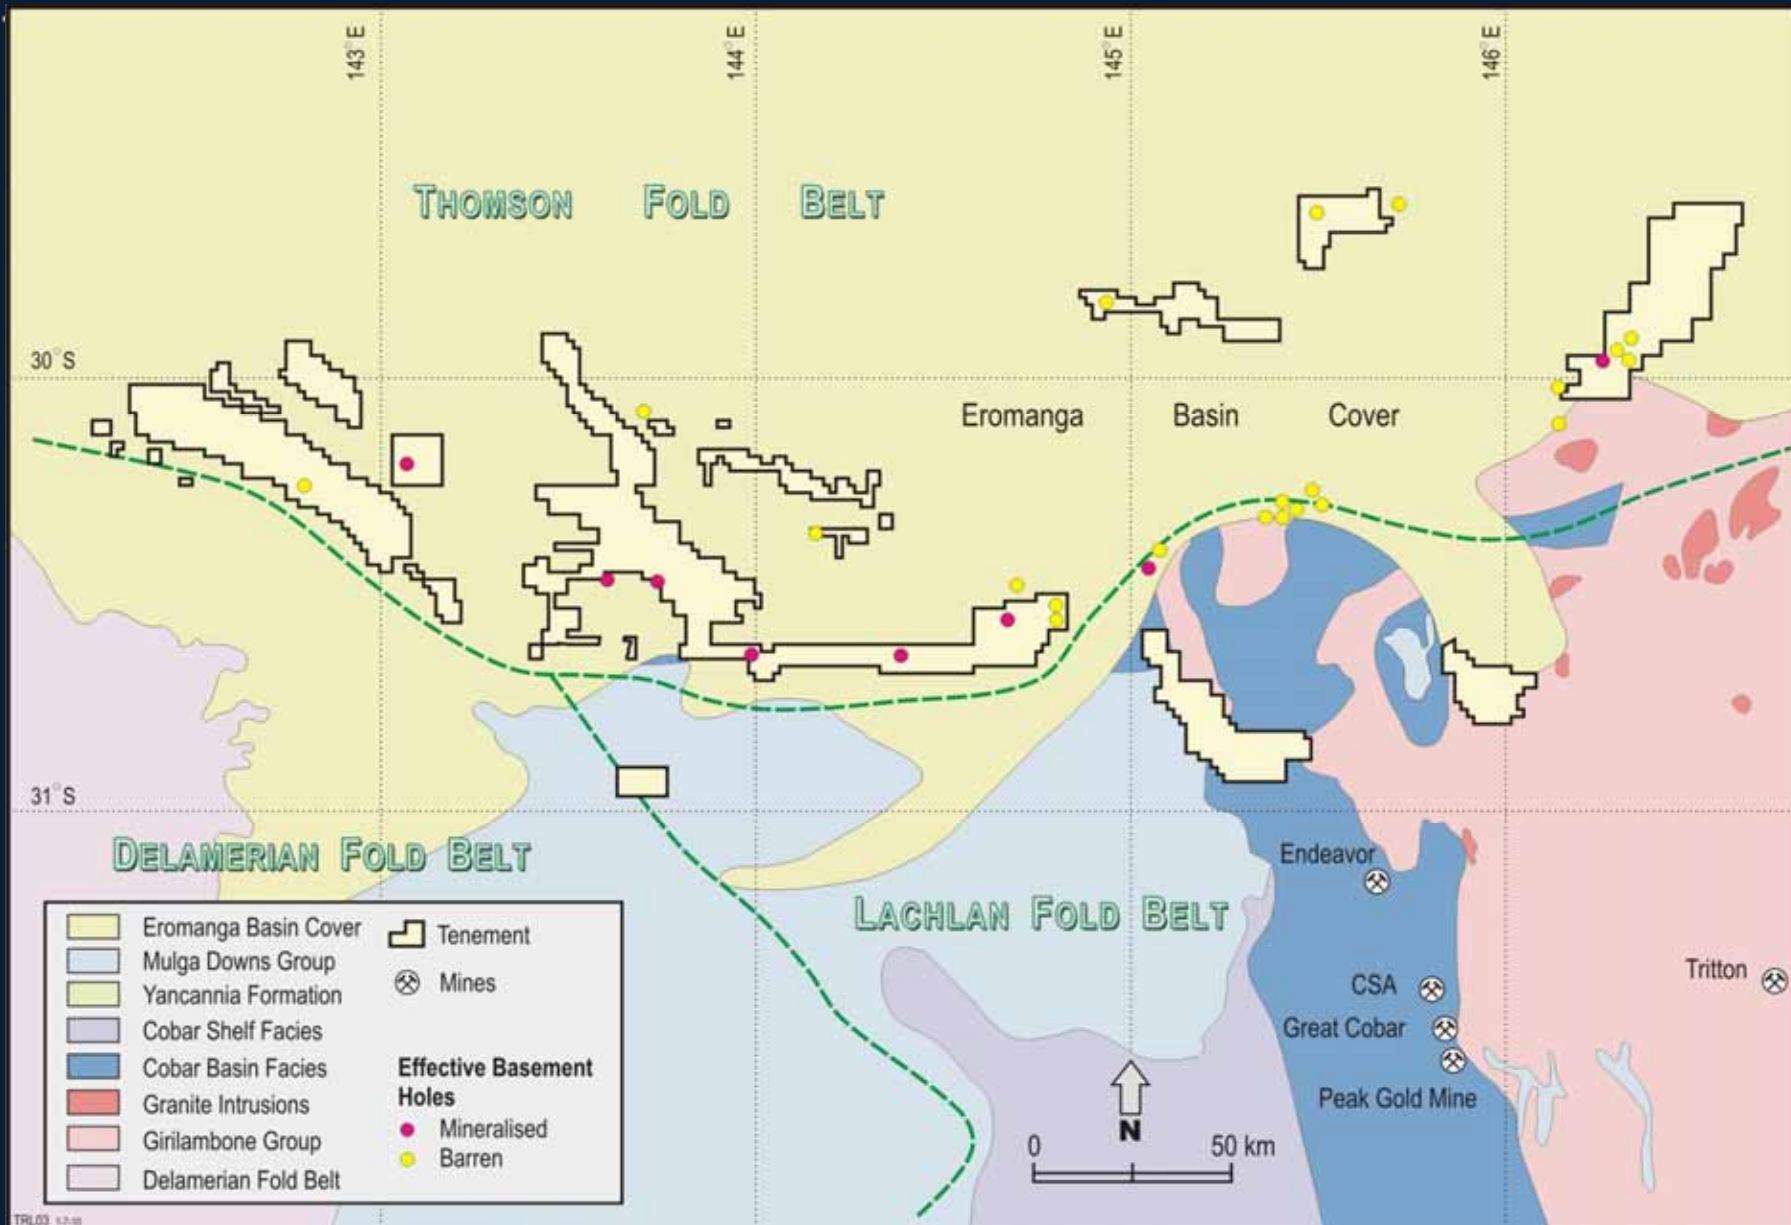 143°E
144°E
145°E
146°E
THOMSON FOLD BELT
30°S
Eromanga Basin Cover
31°S
DELAMERIAN FOLD BELT
LACHLAN FOLD BELT
Endeavor
CSA
Great Cobar
Peak Gold Mine
Tritton
Eromanga Basin Cover
Mulga Downs Group
Yancannia Formation
Cobar Shelf Facies
Cobar Basin Facies
Granite Intrusions
Girilambone Group
Delamerian Fold Belt
Tenement
Mines
Effective Basement
Holes
Mineralised
Barren
N
0 50 km
TRL03